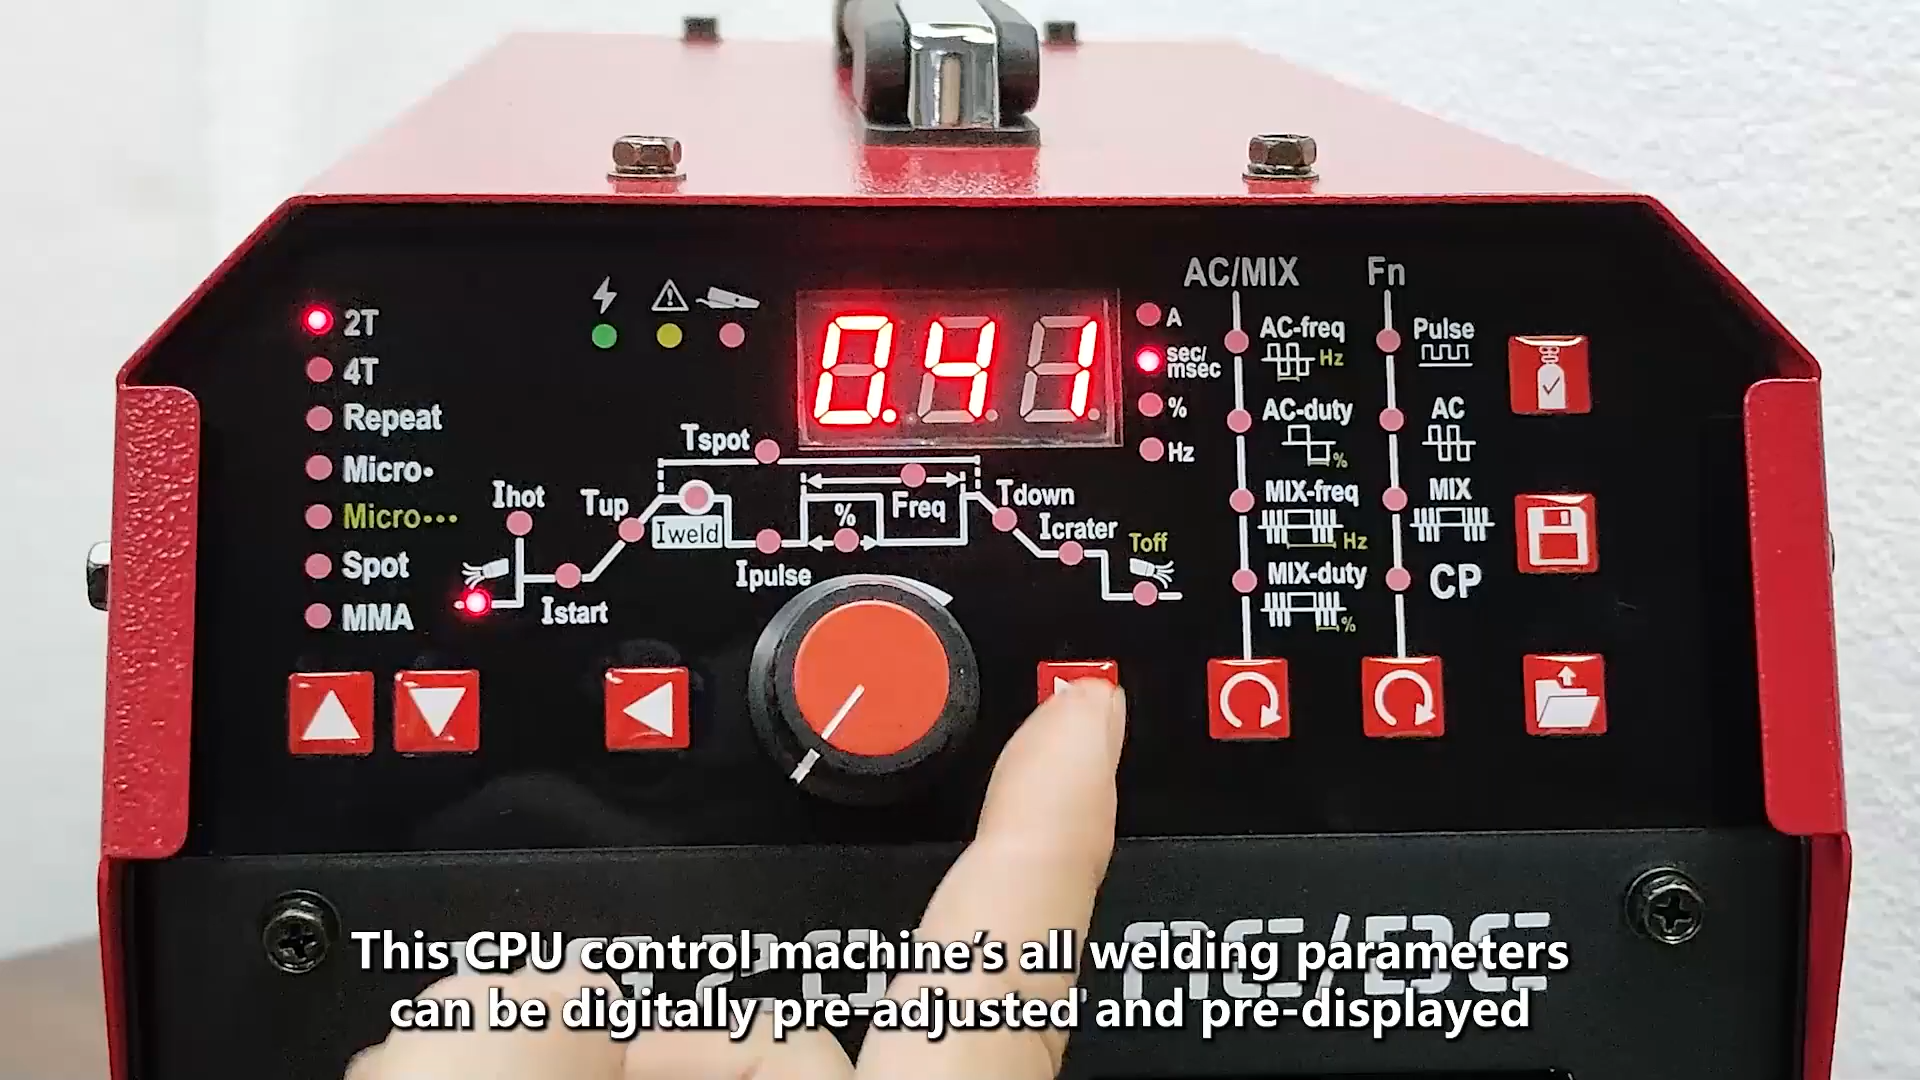 AC/MIX
Fn
2T
4T
Repeat
Micro•
Micro•••
Spot
MMA
0.41
A
sec/
msec
%
Hz
AC-freq
Hz
AC-duty
%
MIX-freq
Hz
MIX-duty
%
Pulse
AC
MIX
CP
Tspot
Ihot
Tup
Iweld
Istart
Ipulse
%
Freq
Tdown
Icrater
Toff
AC/DC
This CPU control machine's all welding parameters
can be digitally pre-adjusted and pre-displayed